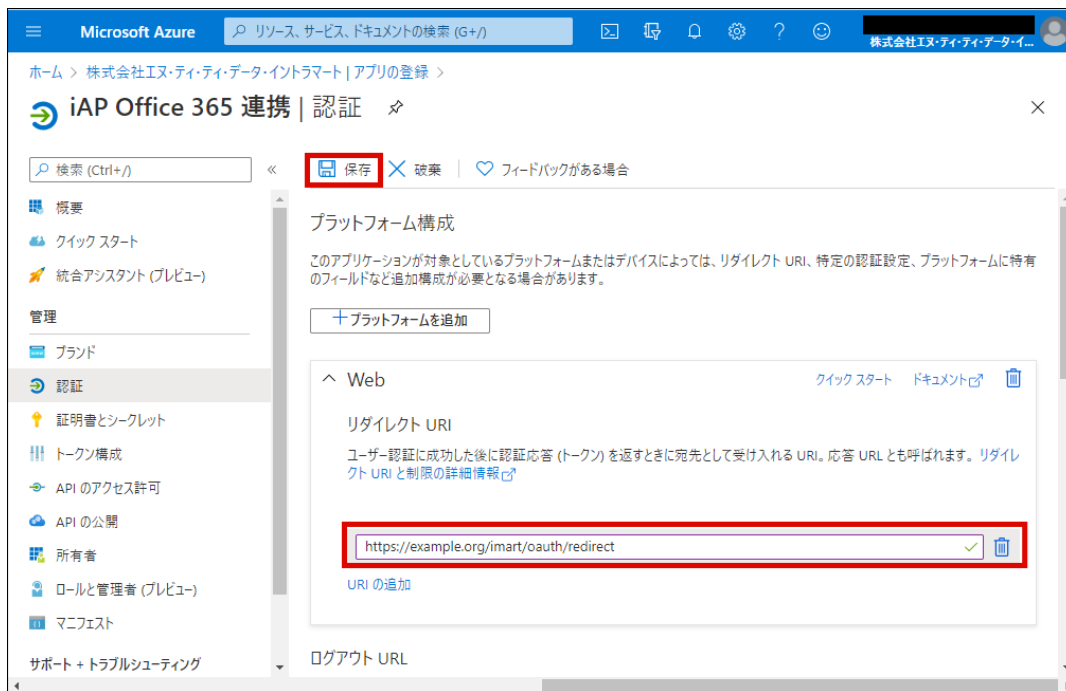 Microsoft Azure
リソース、サービス、ドキュメントの検索 (G+/)
株式会社エヌ・ティ・ティ・データ・イ...
ホーム > 株式会社エヌ・ティ・ティ・データ・イントラマート | アプリの登録 >
iAP Office 365 連携 | 認証
検索 (Ctrl+/)
«
保存
破棄
フィードバックがある場合
概要
クイック スタート
統合アシスタント (プレビュー)
管理
ブランド
認証
証明書とシークレット
トークン構成
API のアクセス許可
API の公開
所有者
ロールと管理者 (プレビュー)
マニフェスト
サポート + トラブルシューティング
プラットフォーム構成
このアプリケーションが対象としているプラットフォームまたはデバイスによっては、リダイレクト URI、特定の認証設定、プラットフォームに特有
のフィールドなど追加構成が必要となる場合があります。
プラットフォームを追加
Web
クイック スタート
ドキュメント
リダイレクト URI
ユーザー認証に成功した後に認証応答 (トークン) を返すときに宛先として受け入れる URI。応答 URL とも呼ばれます。リダイレ
クト URI と制限の詳細情報
https://example.org/imart/oauth/redirect
URI の追加
ログアウト URL